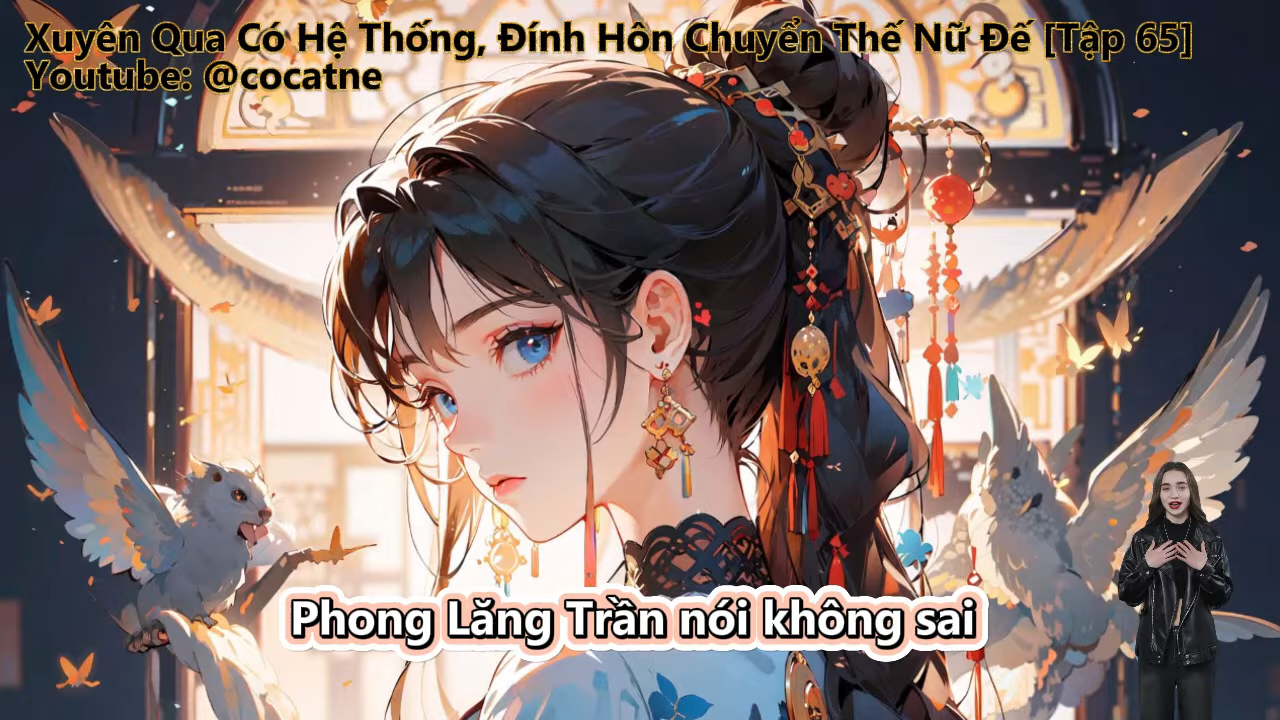 Xuyên Qua Có Hệ Thống, Đính Hôn Chuyển Thế Nữ Đế [Tập 65]
Youtube: @cocatne
Phong Lăng Trần nói không sai